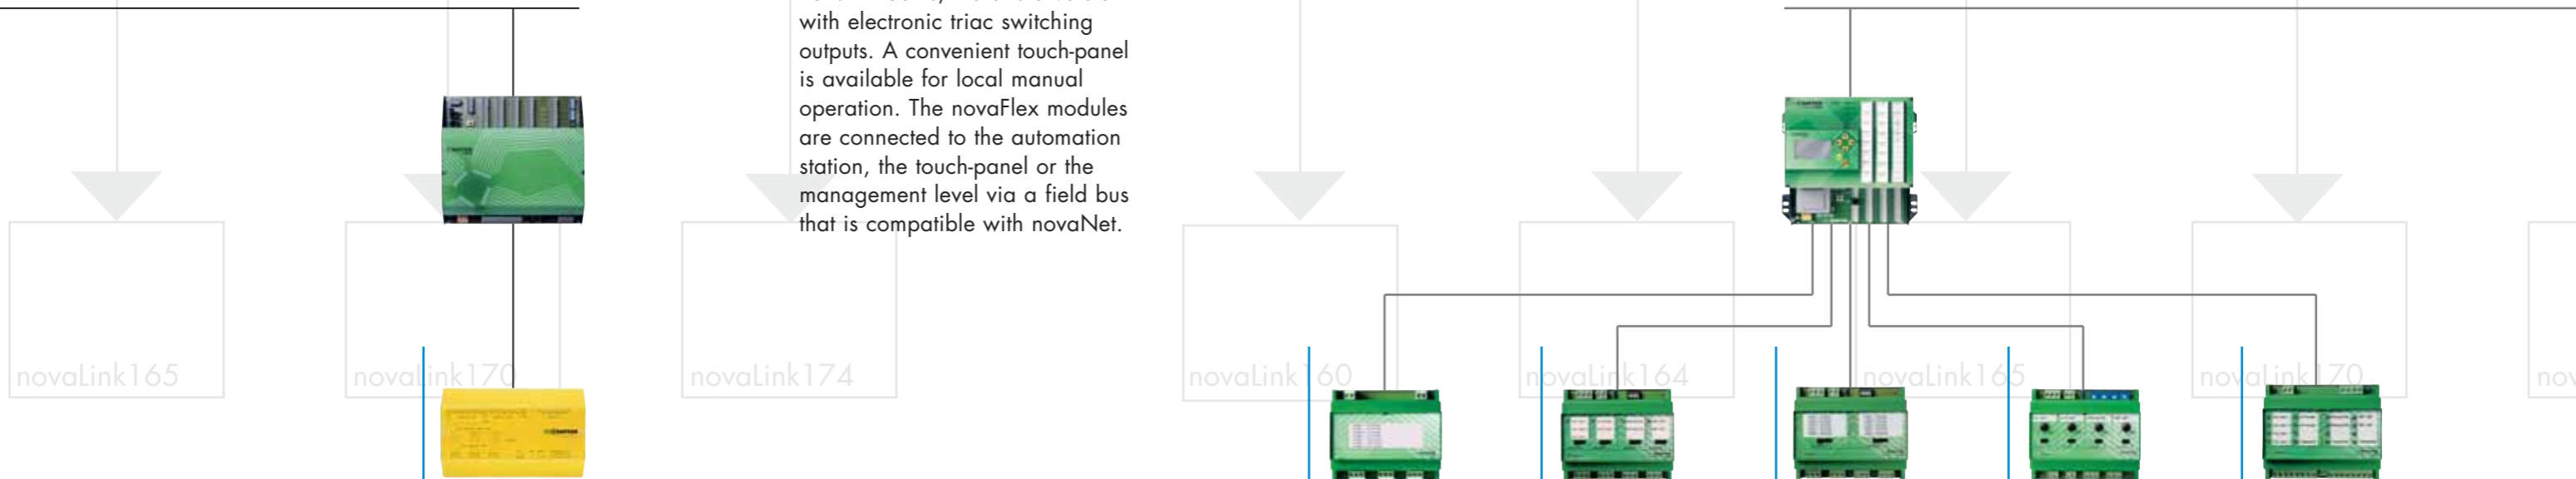 with electronic triac switching
outputs. A convenient touch-panel
is available for local manual
operation. The novaFlex modules
are connected to the automation
station, the touch-panel or the
management level via a field bus
that is compatible with novaNet.
novaLink165
novaLink170
novaLink174
novaLink160
novaLink164
novaLink165
novaLink170